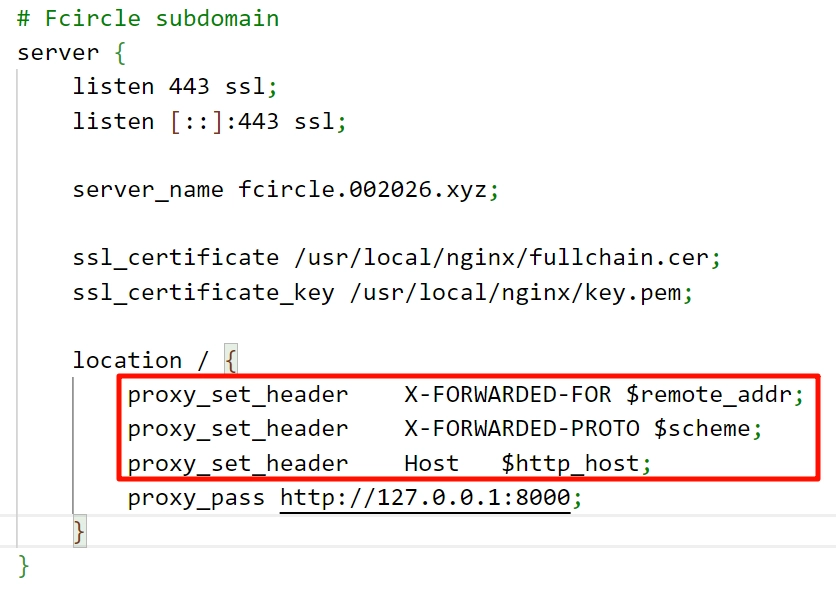 # Fcircle subdomain
server {
listen 443 ssl;
listen [::]:443 ssl;
server_name fcircle.002026.xyz;
ssl_certificate /usr/local/nginx/fullchain.cer;
ssl_certificate_key /usr/local/nginx/key.pem;
location / {
proxy_set_header    X-FORWARDED-FOR $remote_addr;
proxy_set_header    X-FORWARDED-PROTO $scheme;
proxy_set_header    Host   $http_host;
proxy_pass http://127.0.0.1:8000;
}
}